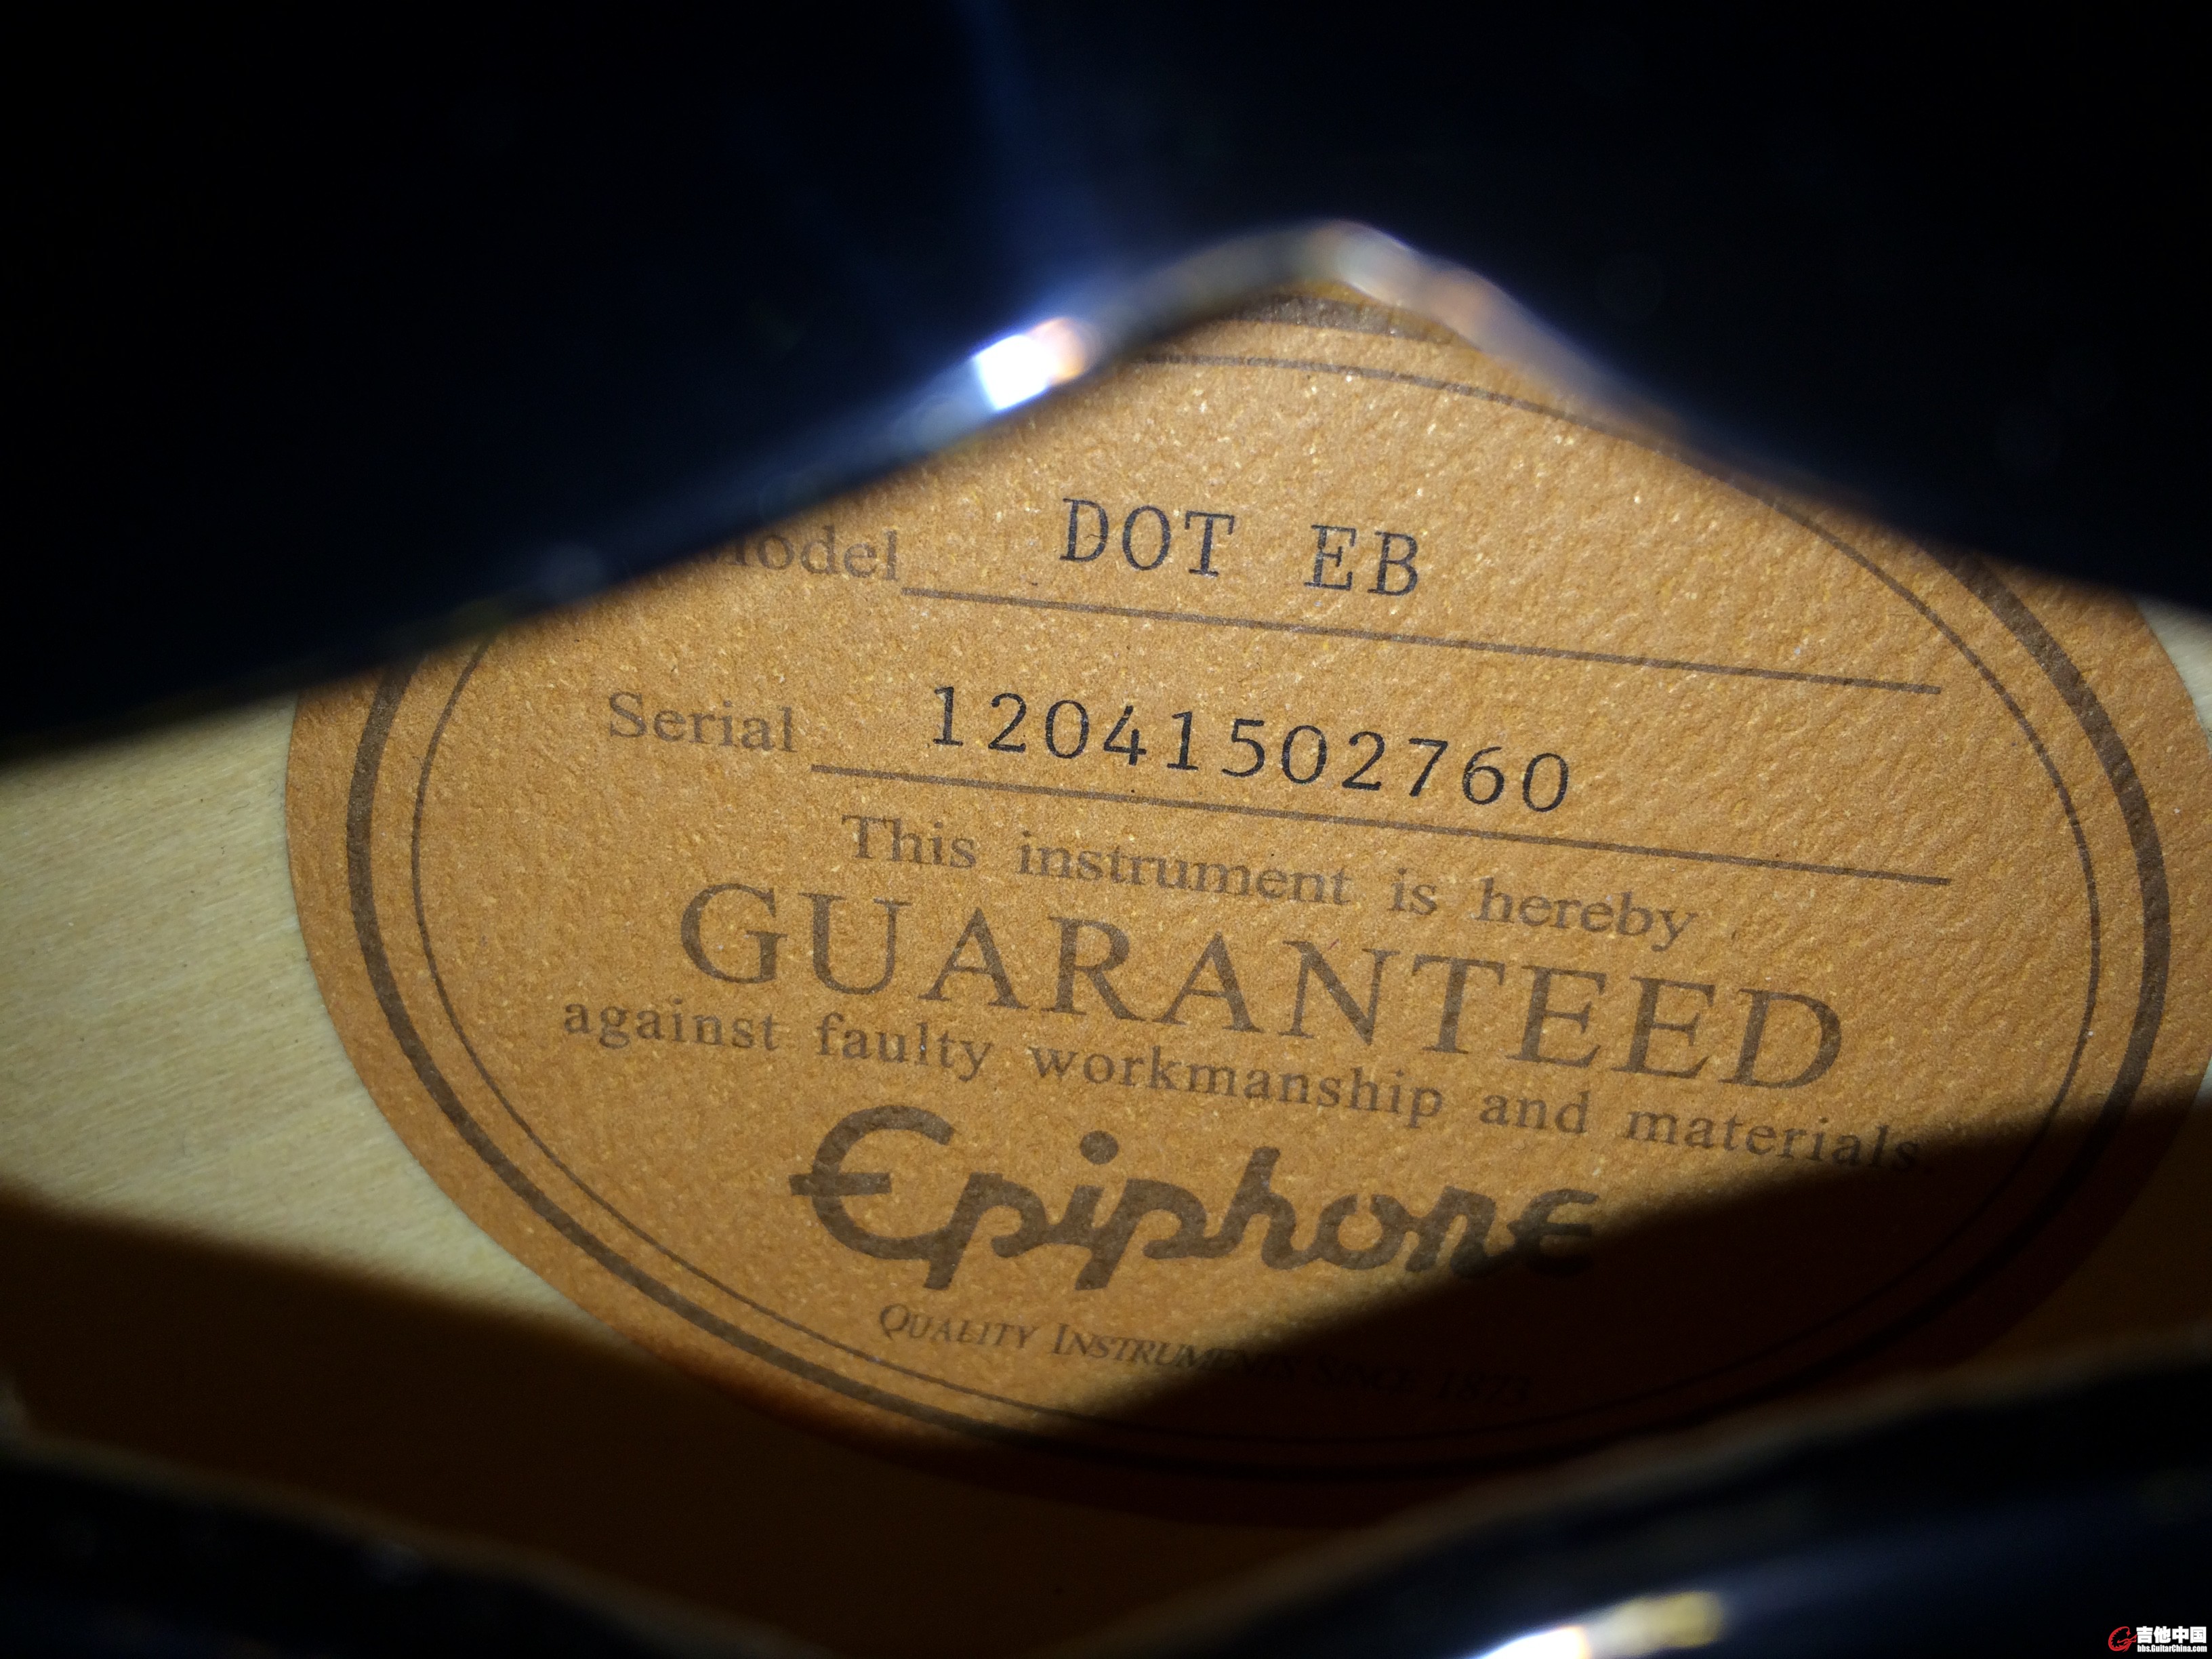 Model DOT EB
Serial 12041502760
This instrument is hereby
GUARANTEED
against faulty workmanship and materials.
Epiphone
QUALITY INSTRUMENTS SINCE 1873
吉他中国
bbs.GuitarChina.com